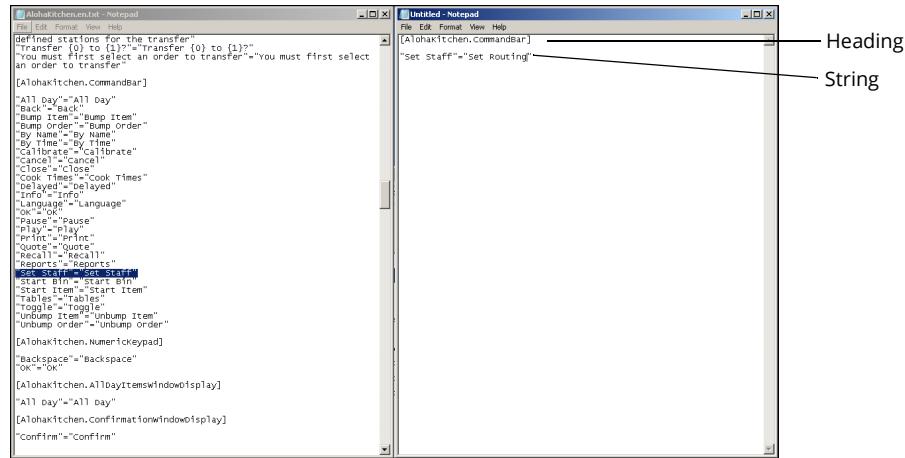 AlohaKitchen.en.txt - Notepad
File Edit Format View Help
defined stations for the transfer"
"Transfer {0} to {1}?"="Transfer {0} to {1}?"
"You must first select an order to transfer"="You must first select
an order to transfer"
[AlohaKitchen.CommandBar]
"All Day"="All Day"
"Back"="Back"
"Bump Item"="Bump Item"
"Bump Order"="Bump Order"
"By Name"="By Name"
"By Time"="By Time"
"Calibrate"="Calibrate"
"Cancel"="Cancel"
"Close"="Close"
"Cook Times"="Cook Times"
"Delayed"="Delayed"
"Info"="Info"
"Language"="Language"
"OK"="OK"
"Pause"="Pause"
"Play"="Play"
"Print"="Print"
"Quote"="Quote"
"Recall"="Recall"
"Reports"="Reports"
"Set Staff"="Set Staff"
"Start Bin"="Start Bin"
"Start Item"="Start Item"
"Tables"="Tables"
"Toggle"="Toggle"
"Unbump Item"="Unbump Item"
"Unbump Order"="Unbump Order"
[AlohaKitchen.NumericKeypad]
"Backspace"="Backspace"
"OK"="OK"
[AlohaKitchen.AllDayItemsWindowDisplay]
"All Day"="All Day"
[AlohaKitchen.ConfirmationWindowDisplay]
"Confirm"="Confirm"
Untitled - Notepad
File Edit Format View Help
[AlohaKitchen.CommandBar]
"Set Staff"="Set Routing"
Heading
String